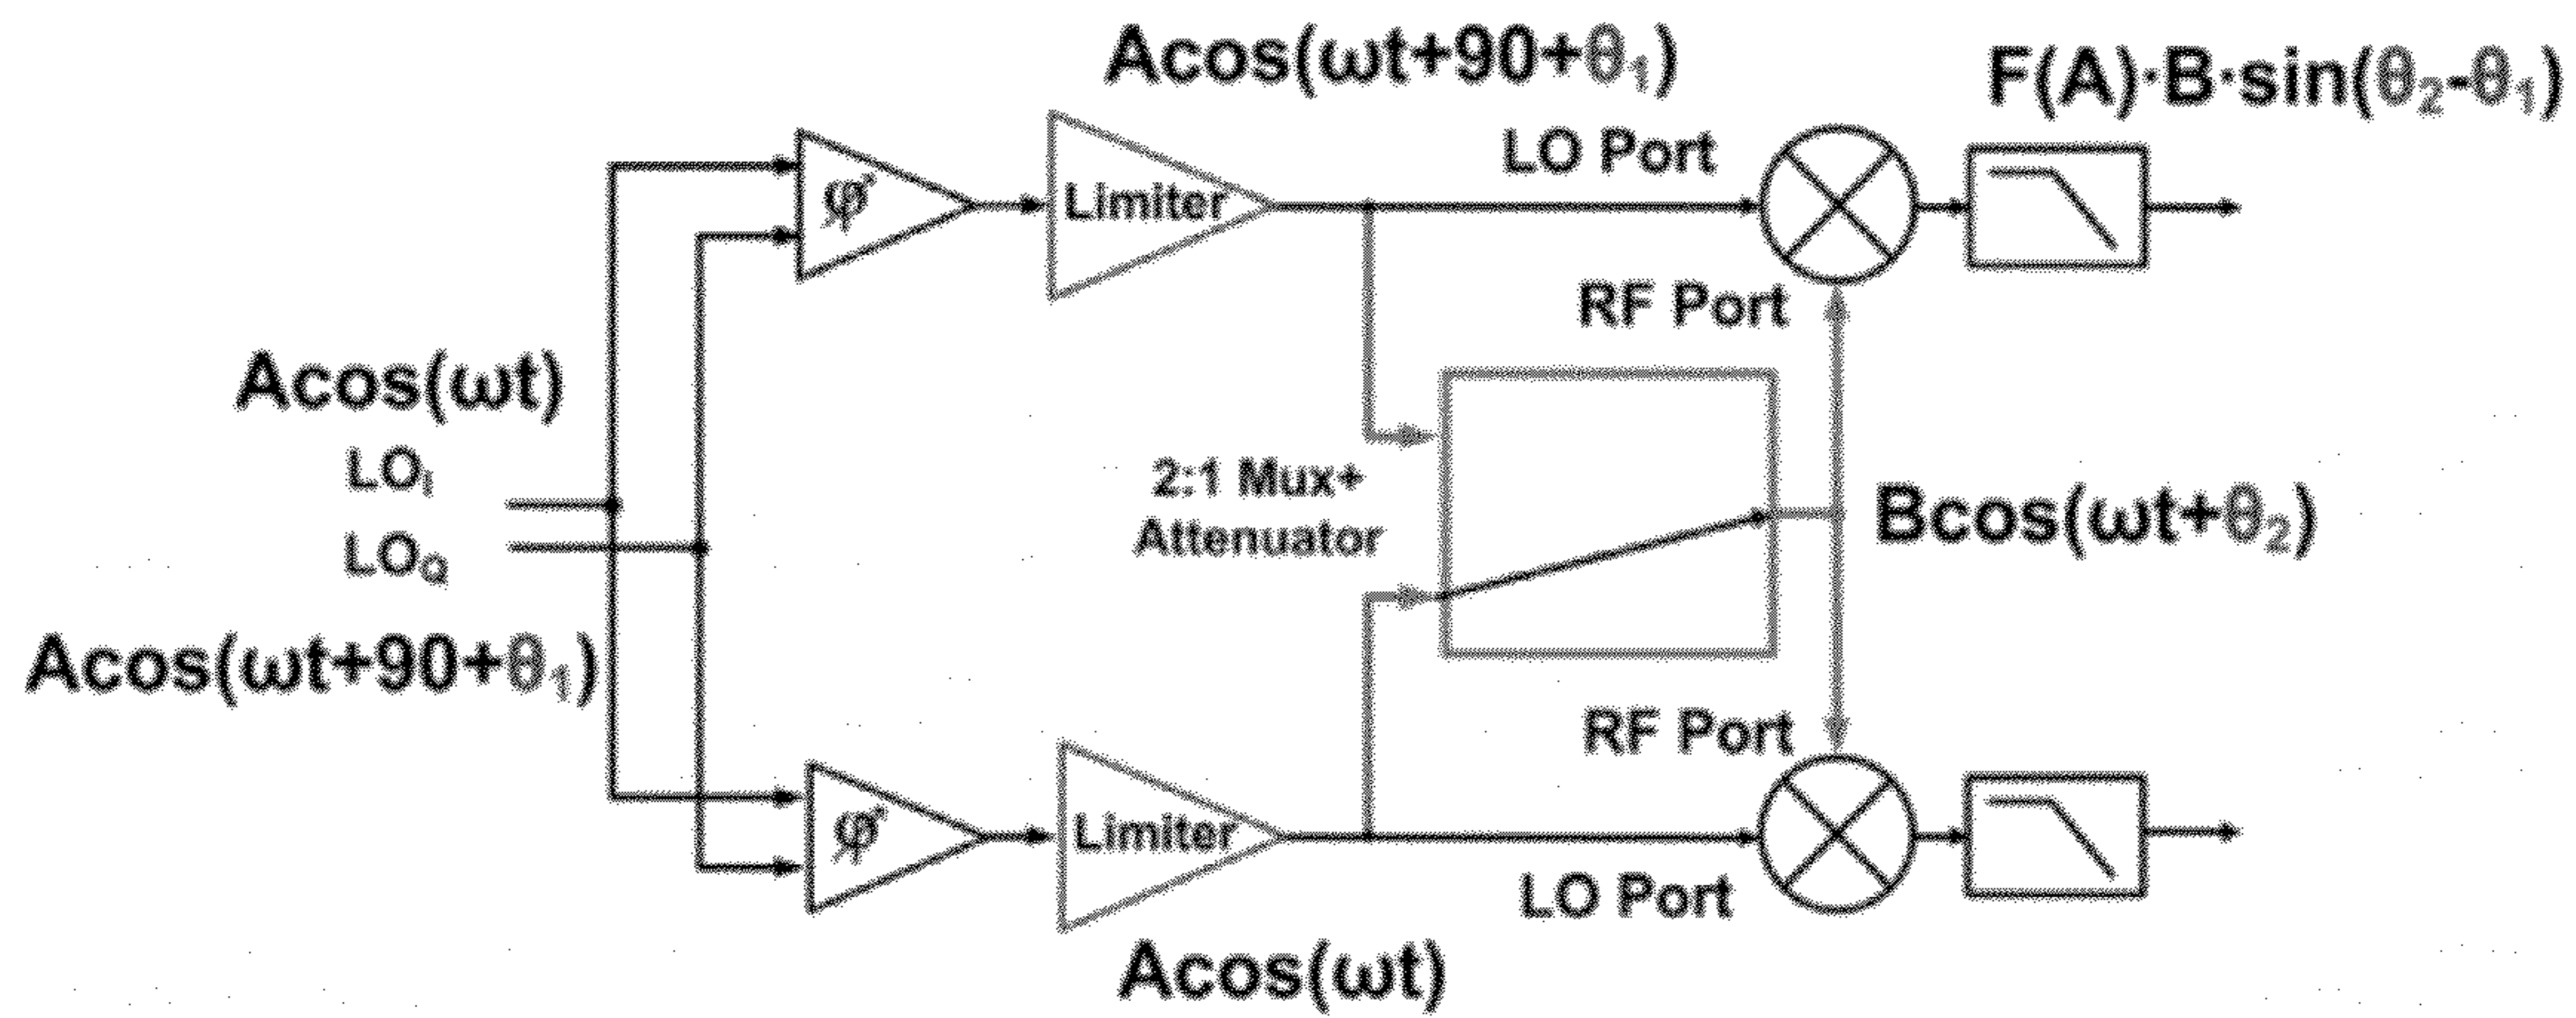 Acos(ωt+90+θ₁)
F(A)·B·sin(θ₂-θ₁)
LO Port
φ
Limiter
RF Port
Acos(ωt)
LO_I
2:1 Mux+
Attenuator
Bcos(ωt+θ₂)
LO_Q
Acos(ωt+90+θ₁)
RF Port
φ
Limiter
LO Port
Acos(ωt)